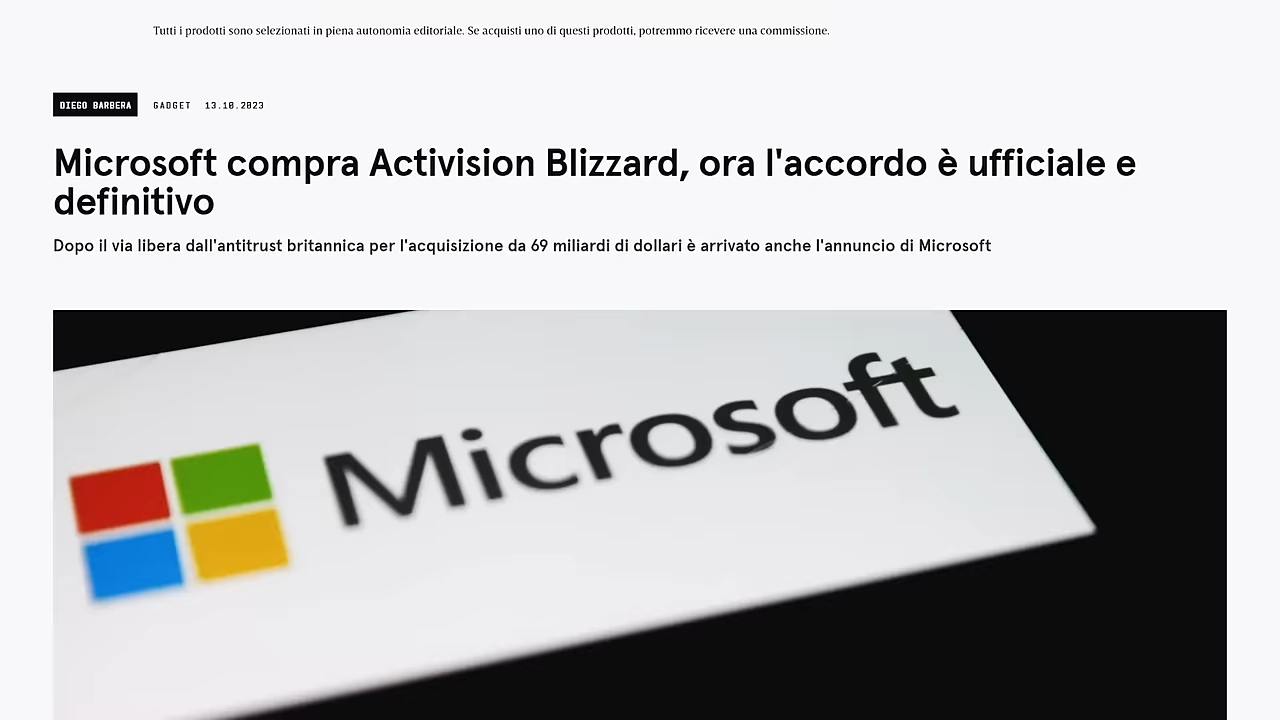 Tutti i prodotti sono selezionati in piena autonomia editoriale. Se acquisti uno di questi prodotti, potremmo ricevere una commissione.
DIEGO BARBERA GADGET 13.10.2023
Microsoft compra Activision Blizzard, ora l'accordo è ufficiale e
definitivo
Dopo il via libera dall'antitrust britannica per l'acquisizione da 69 miliardi di dollari è arrivato anche l'annuncio di Microsoft
Microsoft